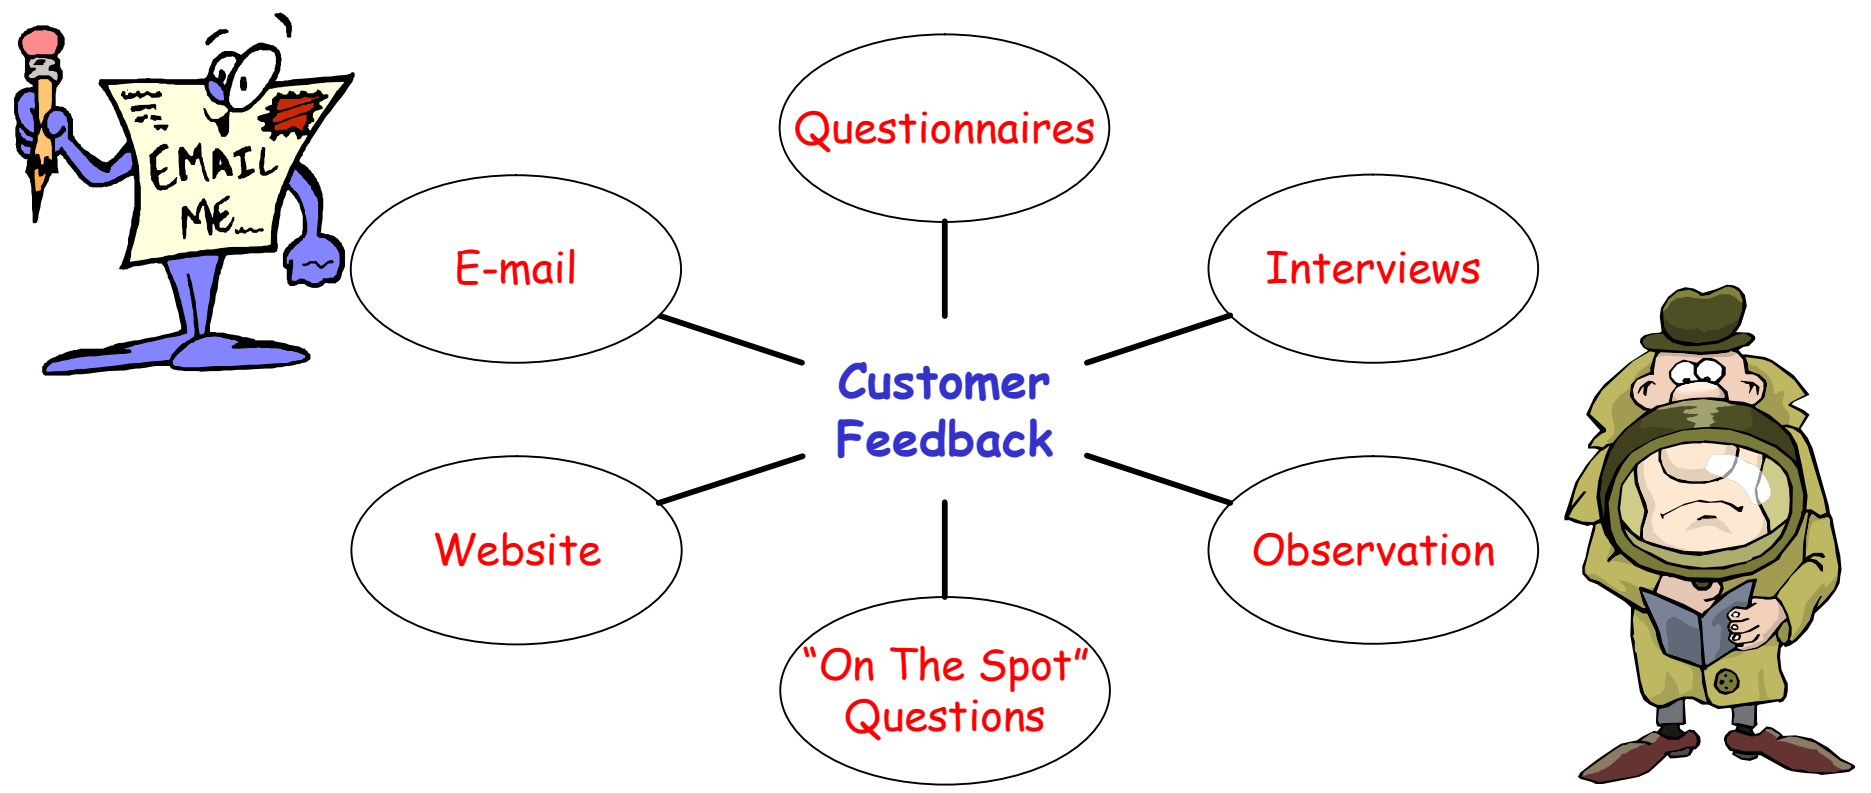 EMAIL
ME...
Questionnaires
E-mail
Interviews
Customer
Feedback
Website
Observation
“On The Spot”
Questions